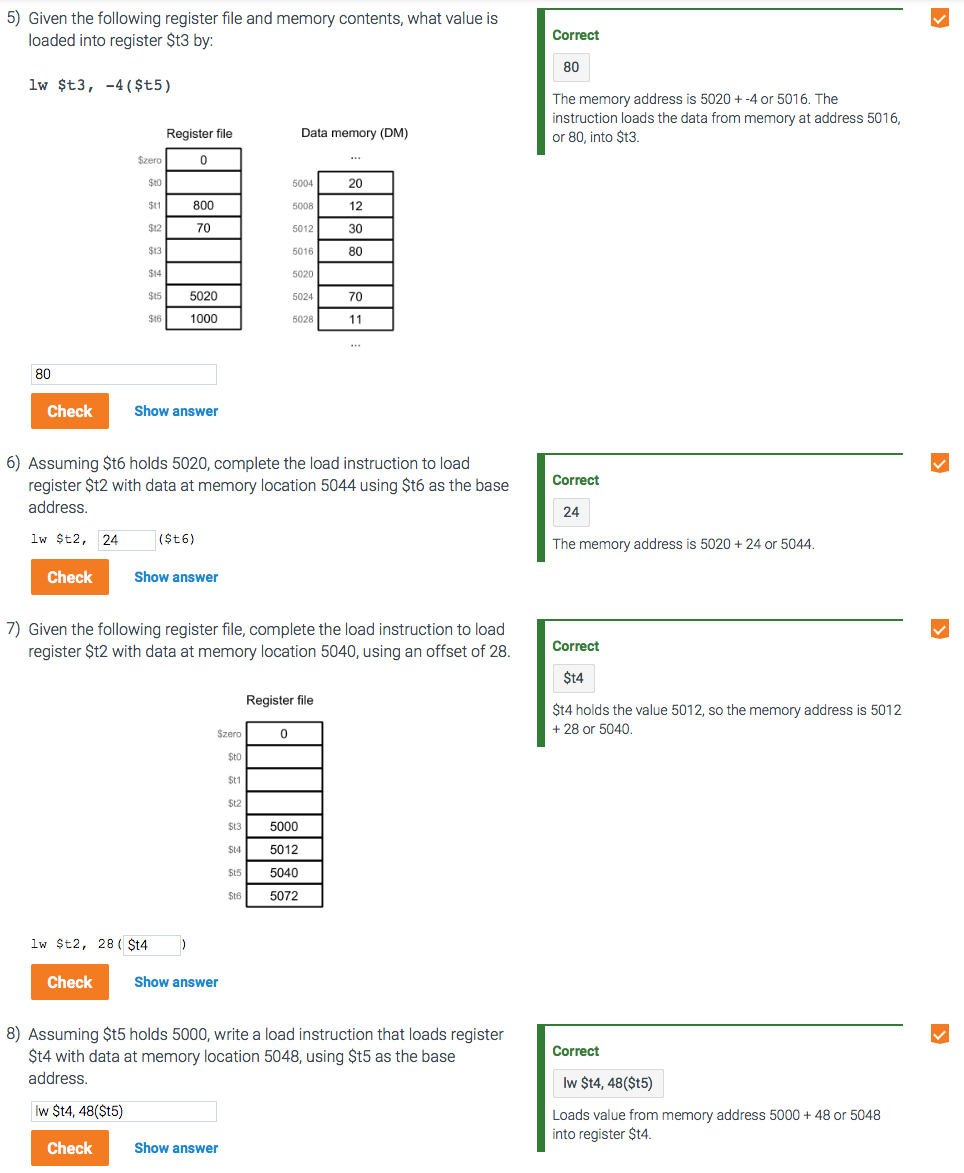 5) Given the following register file and memory contents, what value is
loaded into register $t3 by:
lw $t3, -4($t5)
Register file
Data memory (DM)
...
$zero 0
$t0
$t1 800
$t2 70
$t3
$t4
$t5 5020
$t6 1000
5004 20
5008 12
5012 30
5016 80
5020
5024 70
5028 11
...
80
Check Show answer
Correct
80
The memory address is 5020 + -4 or 5016. The
instruction loads the data from memory at address 5016,
or 80, into $t3.
6) Assuming $t6 holds 5020, complete the load instruction to load
register $t2 with data at memory location 5044 using $t6 as the base
address.
lw $t2, 24 ($t6)
Check Show answer
Correct
24
The memory address is 5020 + 24 or 5044.
7) Given the following register file, complete the load instruction to load
register $t2 with data at memory location 5040, using an offset of 28.
Register file
$zero 0
$t0
$t1
$t2
$t3 5000
$t4 5012
$t5 5040
$t6 5072
lw $t2, 28( $t4 )
Check Show answer
Correct
$t4
$t4 holds the value 5012, so the memory address is 5012
+ 28 or 5040.
8) Assuming $t5 holds 5000, write a load instruction that loads register
$t4 with data at memory location 5048, using $t5 as the base
address.
lw $t4, 48($t5)
Check Show answer
Correct
lw $t4, 48($t5)
Loads value from memory address 5000 + 48 or 5048
into register $t4.